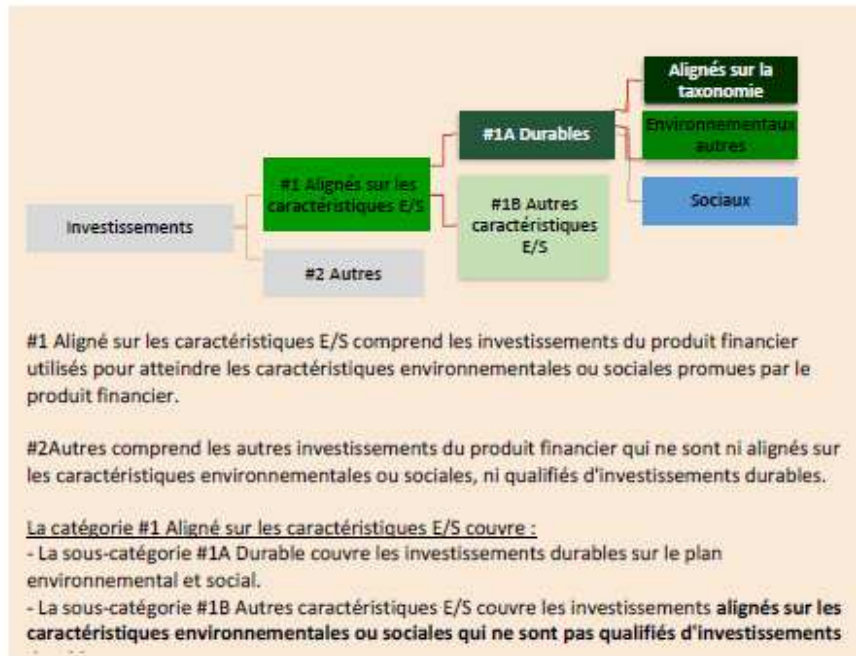 Alignés sur la
taxonomie
#1A Durables
Environnementaux
autres
#1 Alignés sur les
caractéristiques E/S
#1B Autres
caractéristiques
E/S
Sociaux
Investissements
#2 Autres
#1 Aligné sur les caractéristiques E/S comprend les investissements du produit financier
utilisés pour atteindre les caractéristiques environnementales ou sociales promues par le
produit financier.
#2Autres comprend les autres investissements du produit financier qui ne sont ni alignés sur
les caractéristiques environnementales ou sociales, ni qualifiés d'investissements durables.
La catégorie #1 Aligné sur les caractéristiques E/S couvre :
- La sous-catégorie #1A Durable couvre les investissements durables sur le plan
environnemental et social.
- La sous-catégorie #1B Autres caractéristiques E/S couvre les investissements alignés sur les
caractéristiques environnementales ou sociales qui ne sont pas qualifiés d'investissements